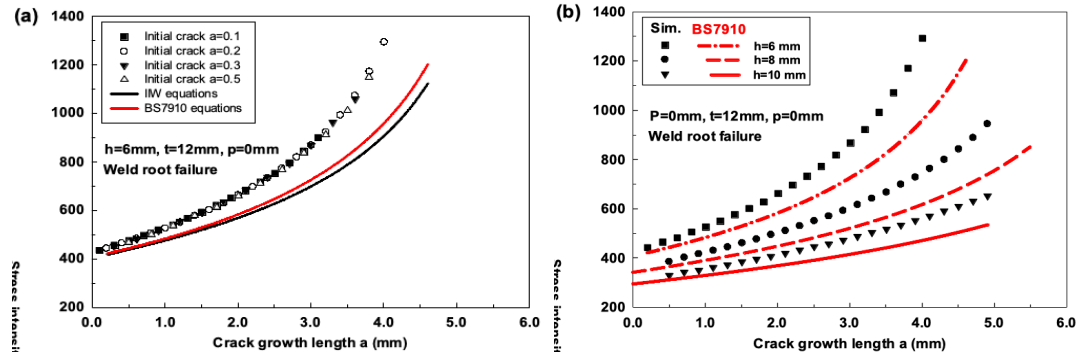 (a)
1400
1200
1000
800
600
400
200
0.0 1.0 2.0 3.0 4.0 5.0 6.0
Initial crack a=0.1
Initial crack a=0.2
Initial crack a=0.3
Initial crack a=0.5
IIW equations
BS7910 equations
h=6mm, t=12mm, p=0mm
Weld root failure
Crack growth length a (mm)
Stress intensit
(b)
1400
1200
1000
800
600
400
200
0.0 1.0 2.0 3.0 4.0 5.0 6.0
Sim. BS7910
h=6 mm
h=8 mm
h=10 mm
P=0mm, t=12mm, p=0mm
Weld root failure
Crack growth length a (mm)
Stress intensi